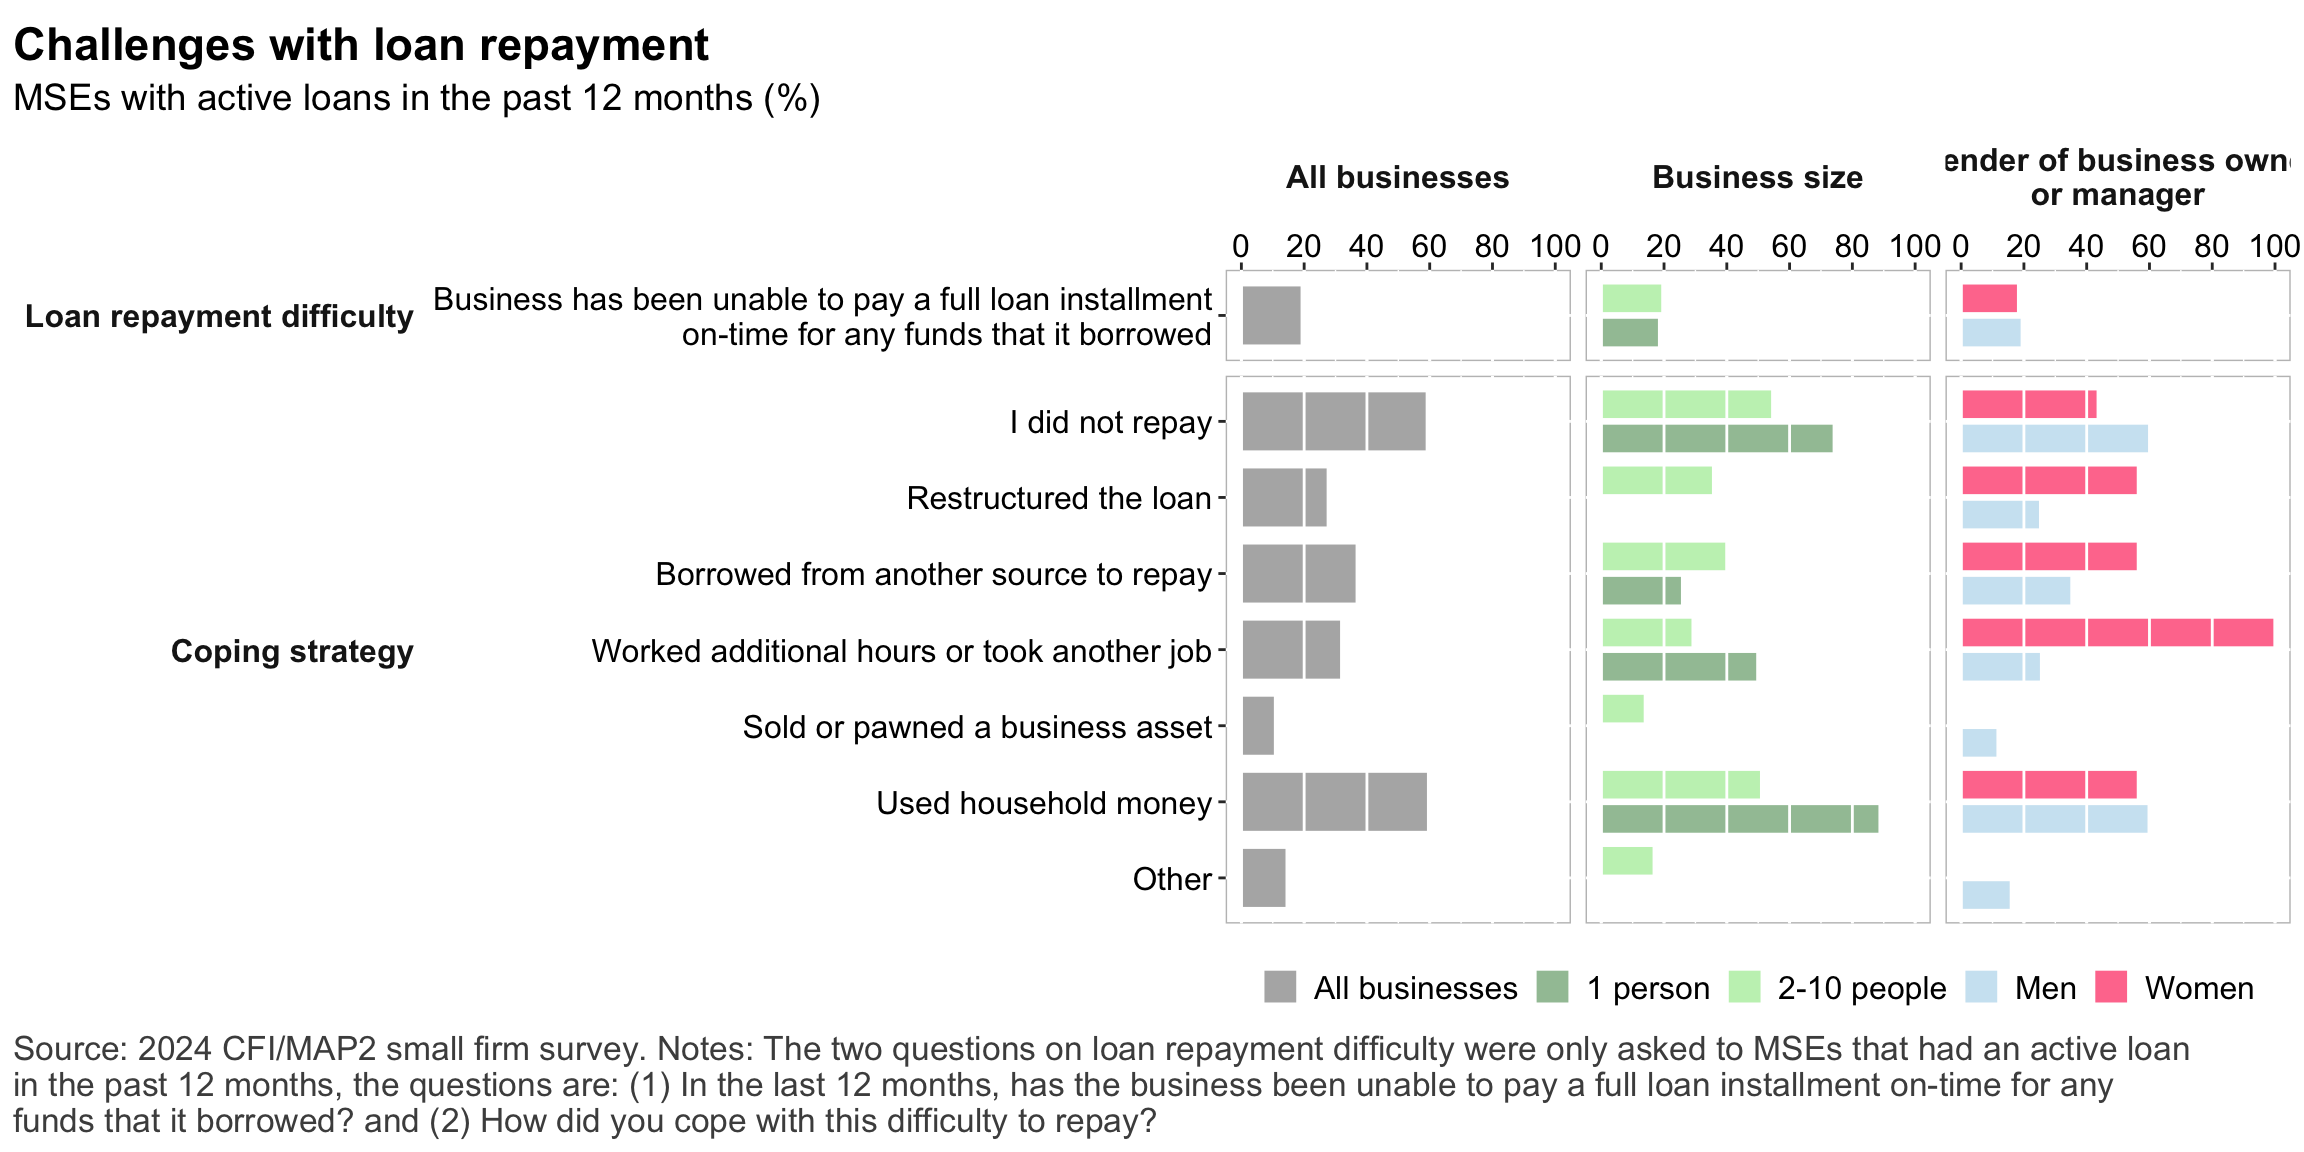 Challenges with loan repayment
MSEs with active loans in the past 12 months (%)
All businesses
Business size
ender of business own
or manager
0 20 40 60 80 100 0 20 40 60 80 100 0 20 40 60 80 100
Loan repayment difficulty
Business has been unable to pay a full loan installment
on-time for any funds that it borrowed
Coping strategy
I did not repay
Restructured the loan
Borrowed from another source to repay
Worked additional hours or took another job
Sold or pawned a business asset
Used household money
Other
All businesses 1 person 2-10 people Men Women
Source: 2024 CFI/MAP2 small firm survey. Notes: The two questions on loan repayment difficulty were only asked to MSEs that had an active loan
in the past 12 months, the questions are: (1) In the last 12 months, has the business been unable to pay a full loan installment on-time for any
funds that it borrowed? and (2) How did you cope with this difficulty to repay?